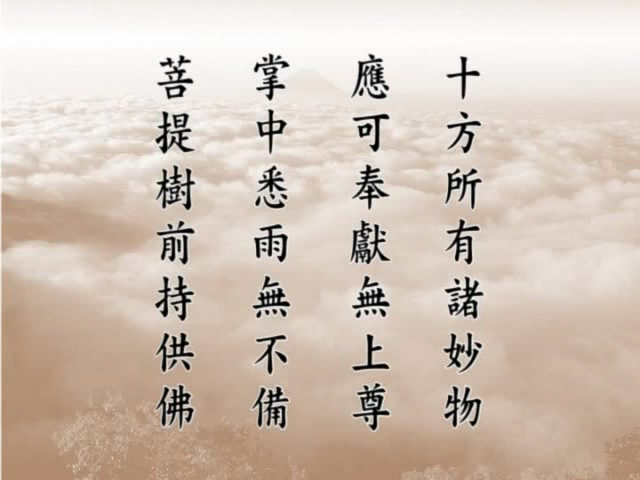 十方所有諸妙物
應可奉獻無上尊
掌中悉雨無不備
菩提樹前持供佛